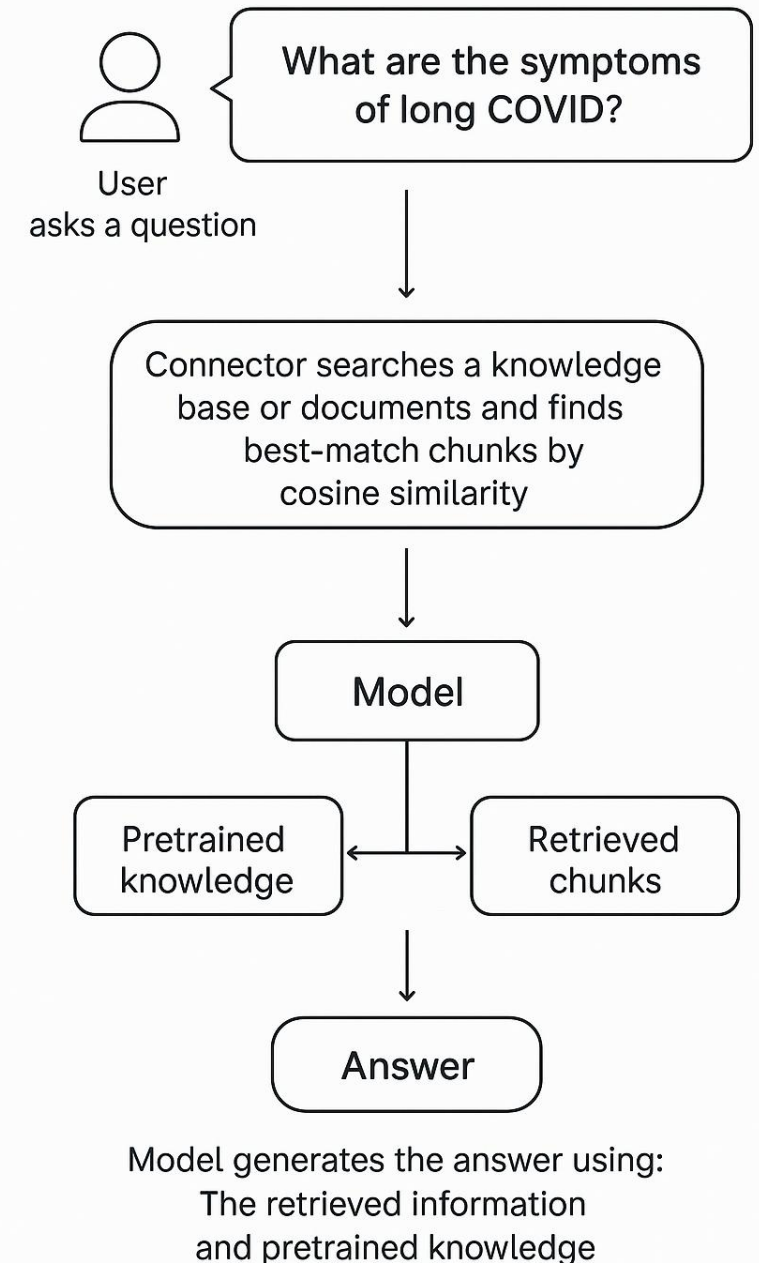 What are the symptoms
of long COVID?
User
asks a question
Connector searches a knowledge
base or documents and finds
best-match chunks by
cosine similarity
Model
Pretrained
knowledge
Retrieved
chunks
Answer
Model generates the answer using:
The retrieved information
and pretrained knowledge